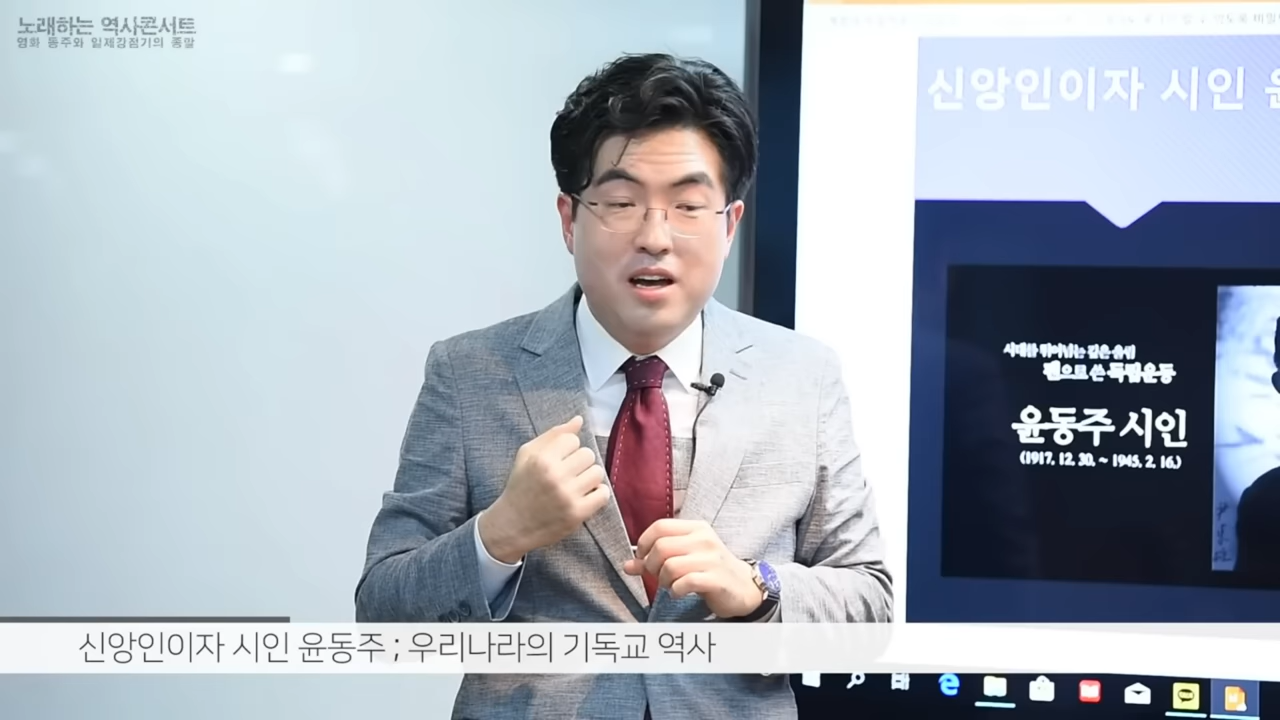 노래하는 역사콘서트
영화 동주와 일제강점기의 종말
신앙인이자 시인
시대를 뛰어넘는 깊은 울림
펜으로 쓴 독립운동
윤동주 시인
(1917. 12. 30. ~ 1945. 2. 16.)
신앙인이자 시인 윤동주 ; 우리나라의 기독교 역사